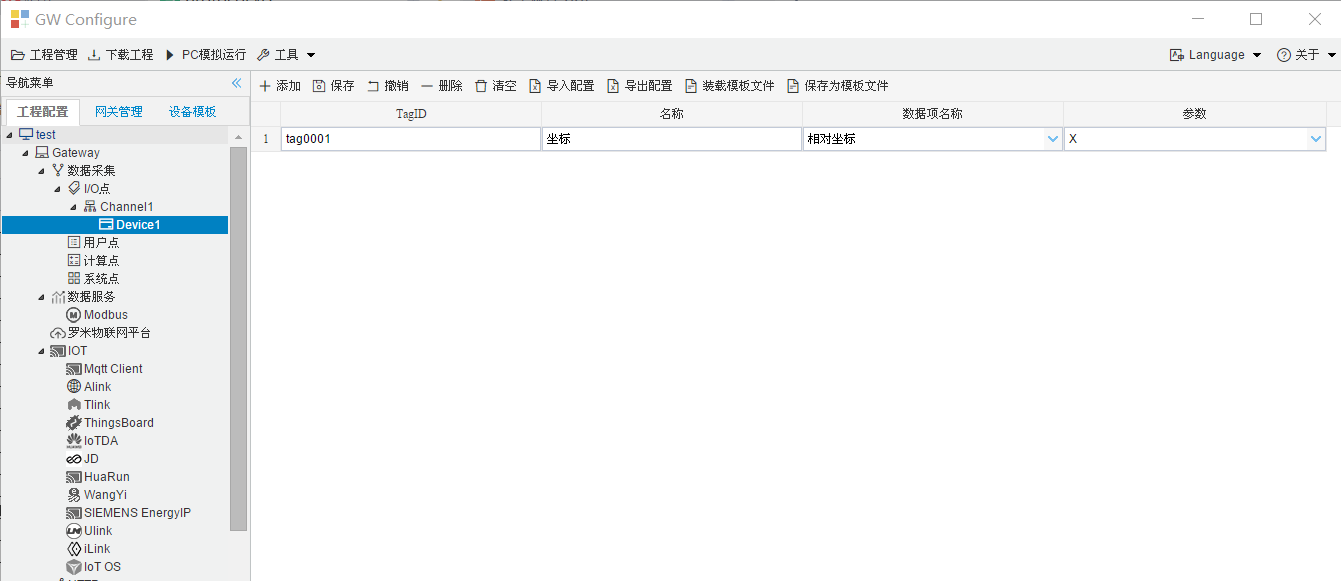 GW Configure
工程管理 下载工程 PC模拟运行 工具 Language 关于
导航菜单
工程配置 网关管理 设备模板
test
Gateway
数据采集
I/O点
Channel1
Device1
用户点
计算点
系统点
数据服务
Modbus
罗米物联网平台
IOT
Mqtt Client
Alink
Tlink
ThingsBoard
IoTDA
JD
HuaRun
WangYi
SIEMENS EnergyIP
Ulink
iLink
IoT OS
添加 保存 撤销 删除 清空 导入配置 导出配置 装载模板文件 保存为模板文件
TagID 名称 数据项名称 参数
1 tag0001 坐标 相对坐标 X